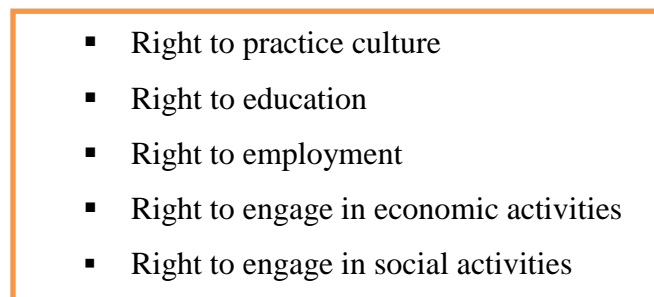 ▪ Right to practice culture
▪ Right to education
▪ Right to employment
▪ Right to engage in economic activities
▪ Right to engage in social activities